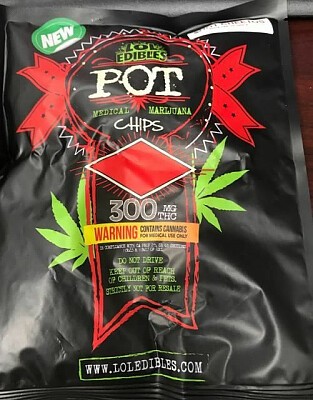 NEW
LOL
EDIBLES
POT
MEDICAL MARIJUANA
CHIPS
300 MG
THC
WARNING CONTAINS CANNABIS
FOR MEDICAL USE ONLY
DO NOT DRIVE
KEEP OUT OF REACH
OF CHILDREN & PETS.
STRICTLY NOT FOR RESALE
WWW.LOLEDIBLES.COM